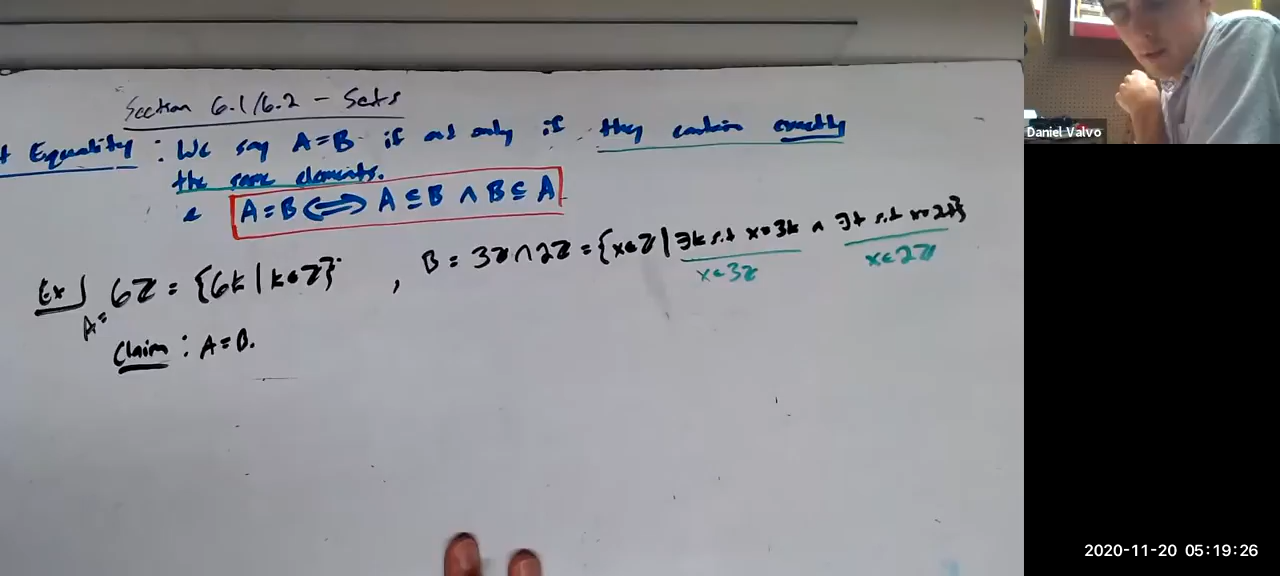 Section 6.1/6.2 - Sets
t Equality : We say A=B if and only if they contain exactly
the same elements.
A=B ⟺ A ⊆ B ∧ B ⊆ A
Ex] A = 6ℤ = {6k | k∈ℤ} , B = 3ℤ∩2ℤ = {x∈ℤ | ∃k s.t x=3k ∧ ∃t s.t x=2t}
x∈3ℤ x∈2ℤ
Claim : A=B.
Daniel Valvo
2020-11-20 05:19:26